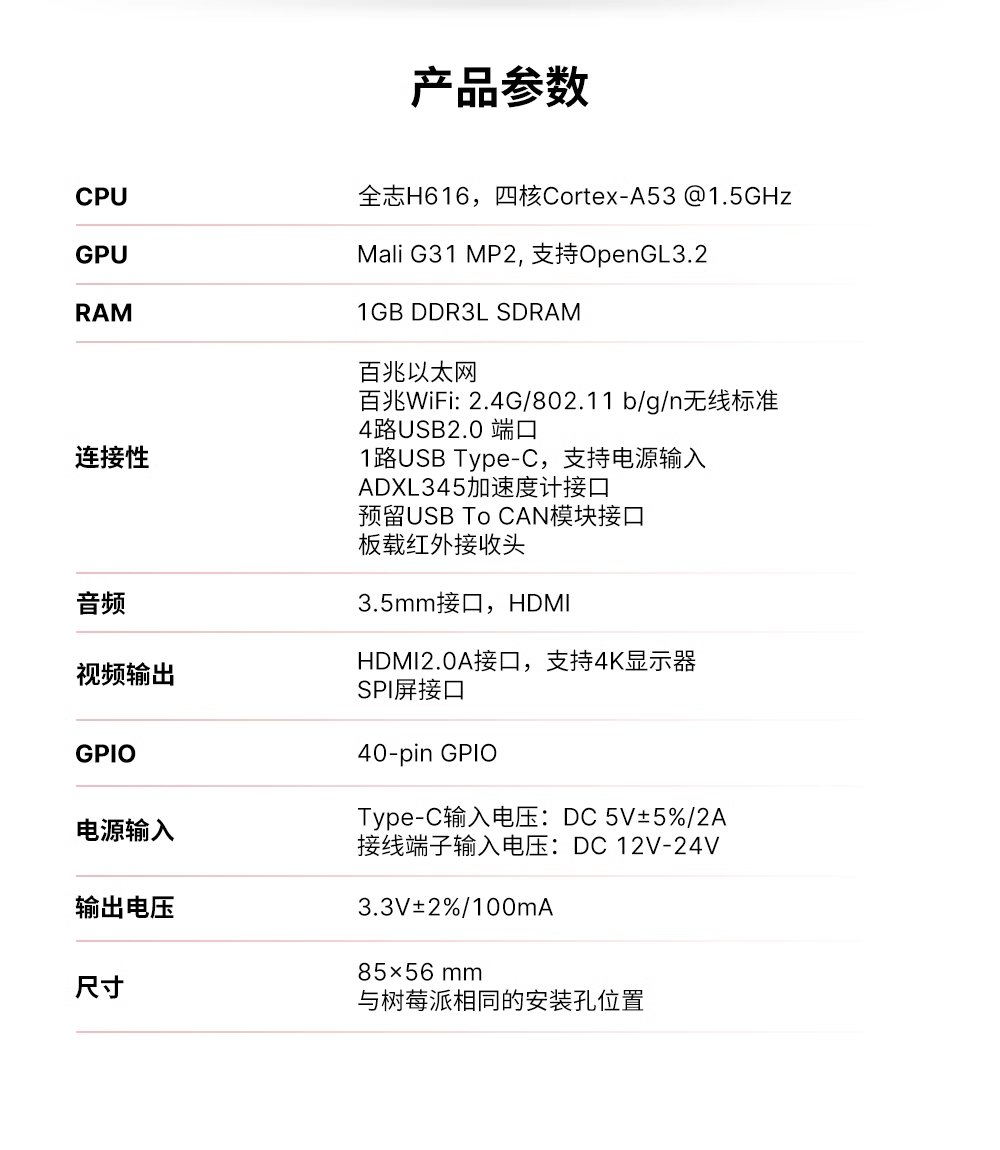 产品参数
CPU
全志H616，四核Cortex-A53 @1.5GHz
GPU
Mali G31 MP2, 支持OpenGL3.2
RAM
1GB DDR3L SDRAM
连接性
百兆以太网
百兆WiFi: 2.4G/802.11 b/g/n无线标准
4路USB2.0 端口
1路USB Type-C，支持电源输入
ADXL345加速度计接口
预留USB To CAN模块接口
板载红外接收头
音频
3.5mm接口，HDMI
视频输出
HDMI2.0A接口，支持4K显示器
SPI屏接口
GPIO
40-pin GPIO
电源输入
Type-C输入电压：DC 5V±5%/2A
接线端子输入电压：DC 12V-24V
输出电压
3.3V±2%/100mA
尺寸
85×56 mm
与树莓派相同的安装孔位置